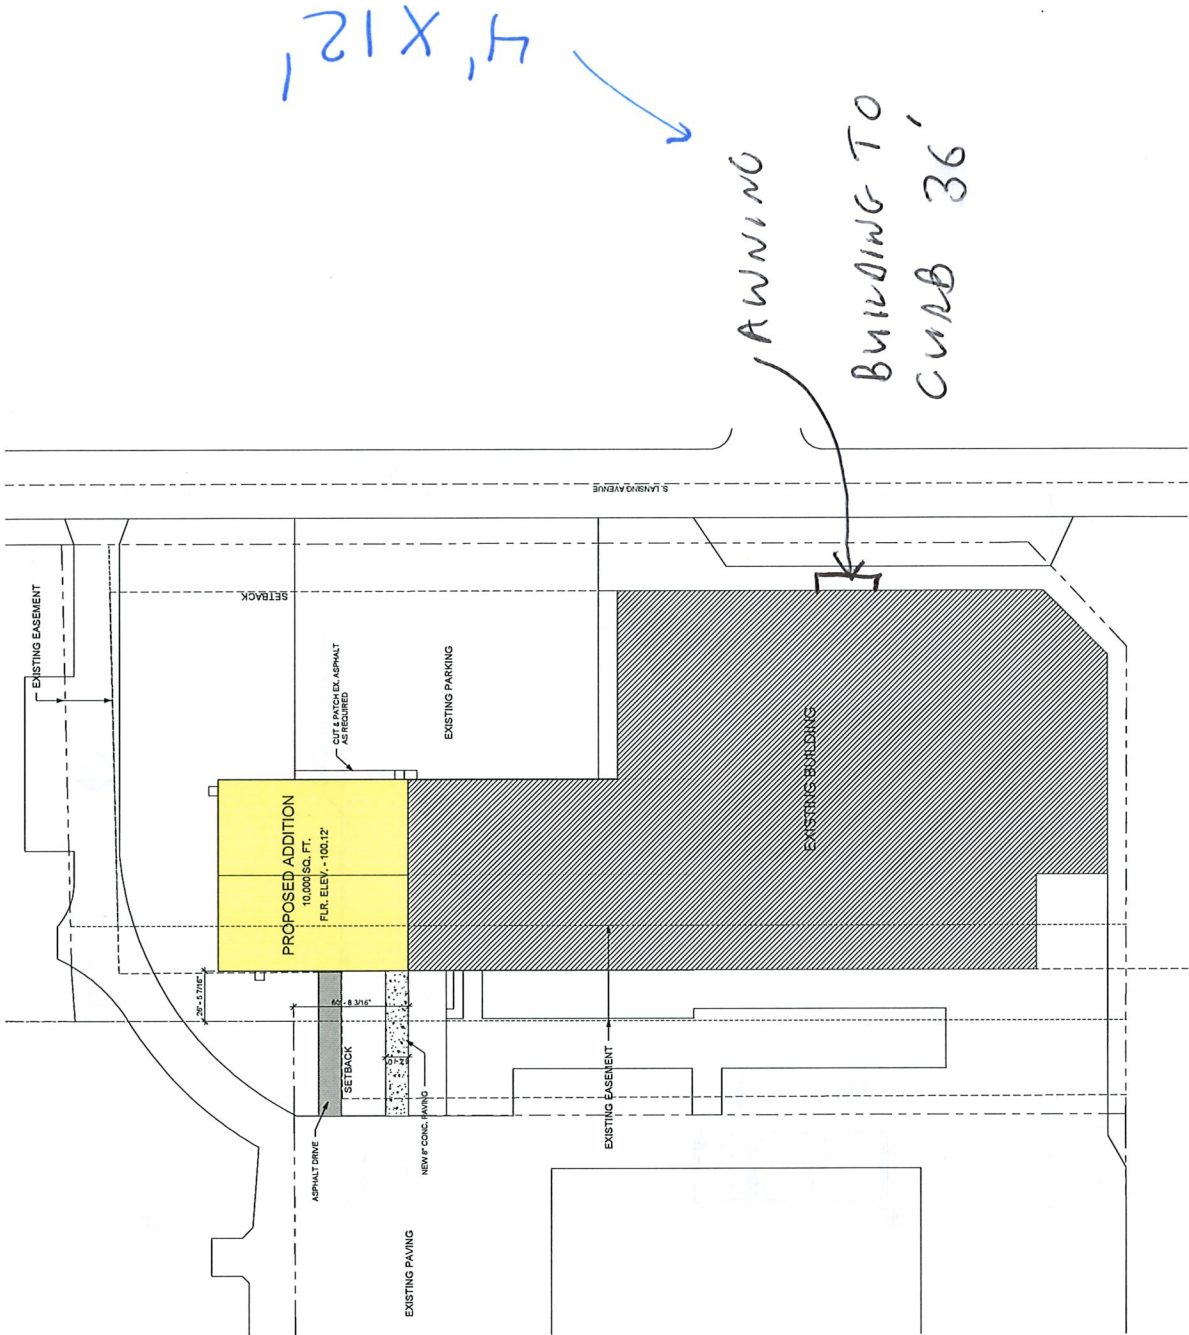 4' X 12'
AWNING
BUILDING TO
CURB 36'
S. LANSING AVENUE
SETBACK
EXISTING EASEMENT
CUT & PATCH EX. ASPHALT
AS REQUIRED
EXISTING PARKING
EXISTING BUILDING
PROPOSED ADDITION
10,000 SQ. FT.
FLR. ELEV. - 100.12'
26' - 5 7/16"
8 3/16"
SETBACK
ASPHALT DRIVE
NEW 8" CONC. PAVING
EXISTING EASEMENT
EXISTING PAVING